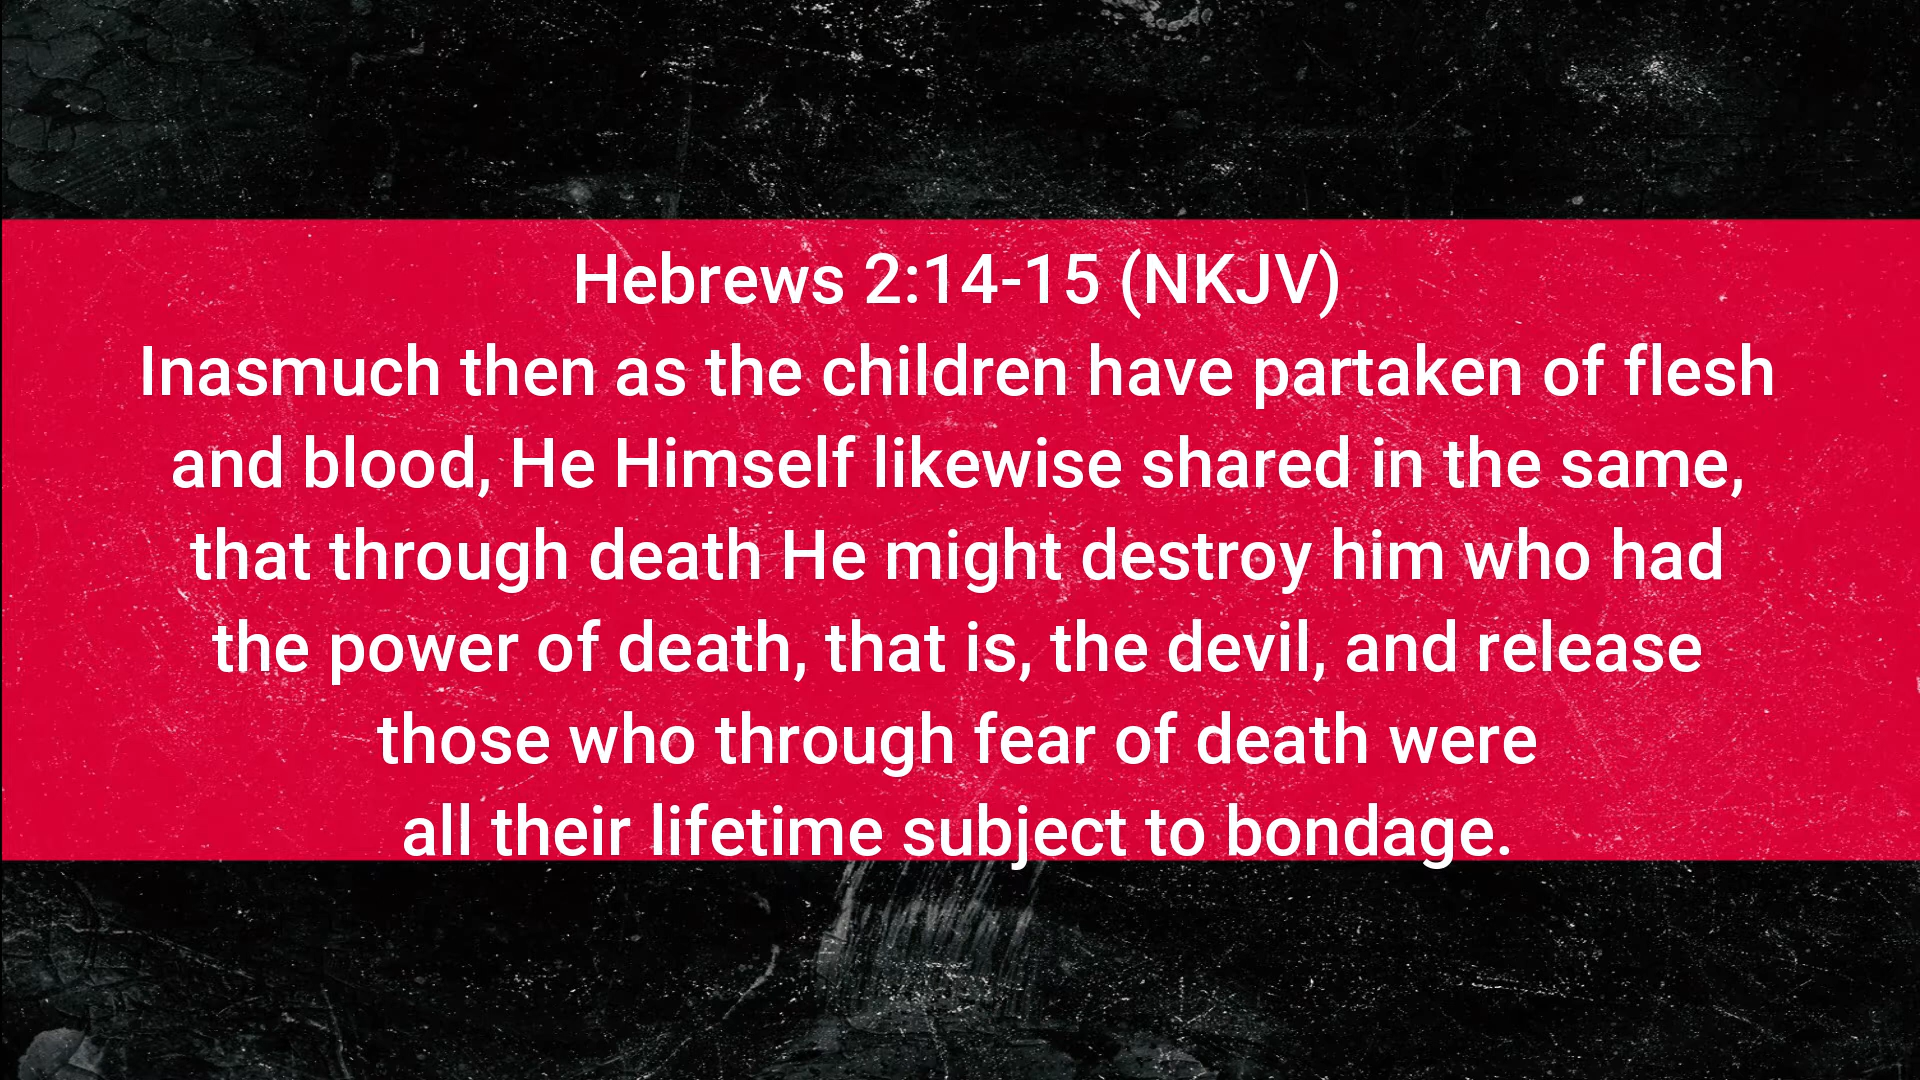 Hebrews 2:14-15 (NKJV)
Inasmuch then as the children have partaken of flesh
and blood, He Himself likewise shared in the same,
that through death He might destroy him who had
the power of death, that is, the devil, and release
those who through fear of death were
all their lifetime subject to bondage.